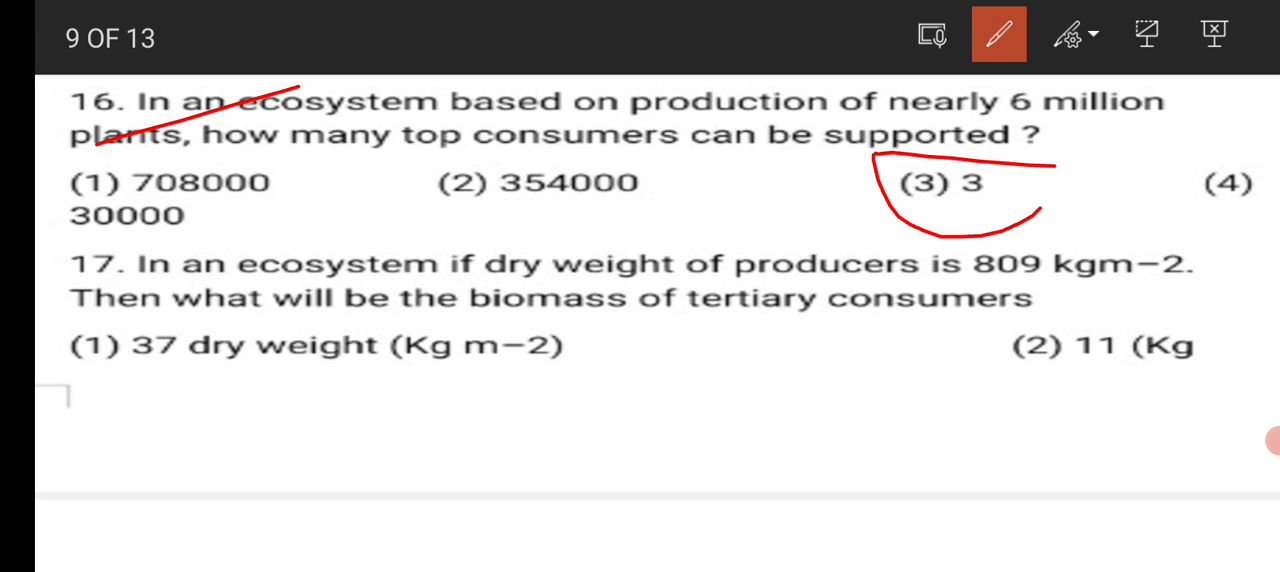 9 OF 13
16. In an ecosystem based on production of nearly 6 million
plants, how many top consumers can be supported ?
(1) 708000 (2) 354000 (3) 3 (4)
30000
17. In an ecosystem if dry weight of producers is 809 kgm−2.
Then what will be the biomass of tertiary consumers
(1) 37 dry weight (Kg m−2) (2) 11 (Kg